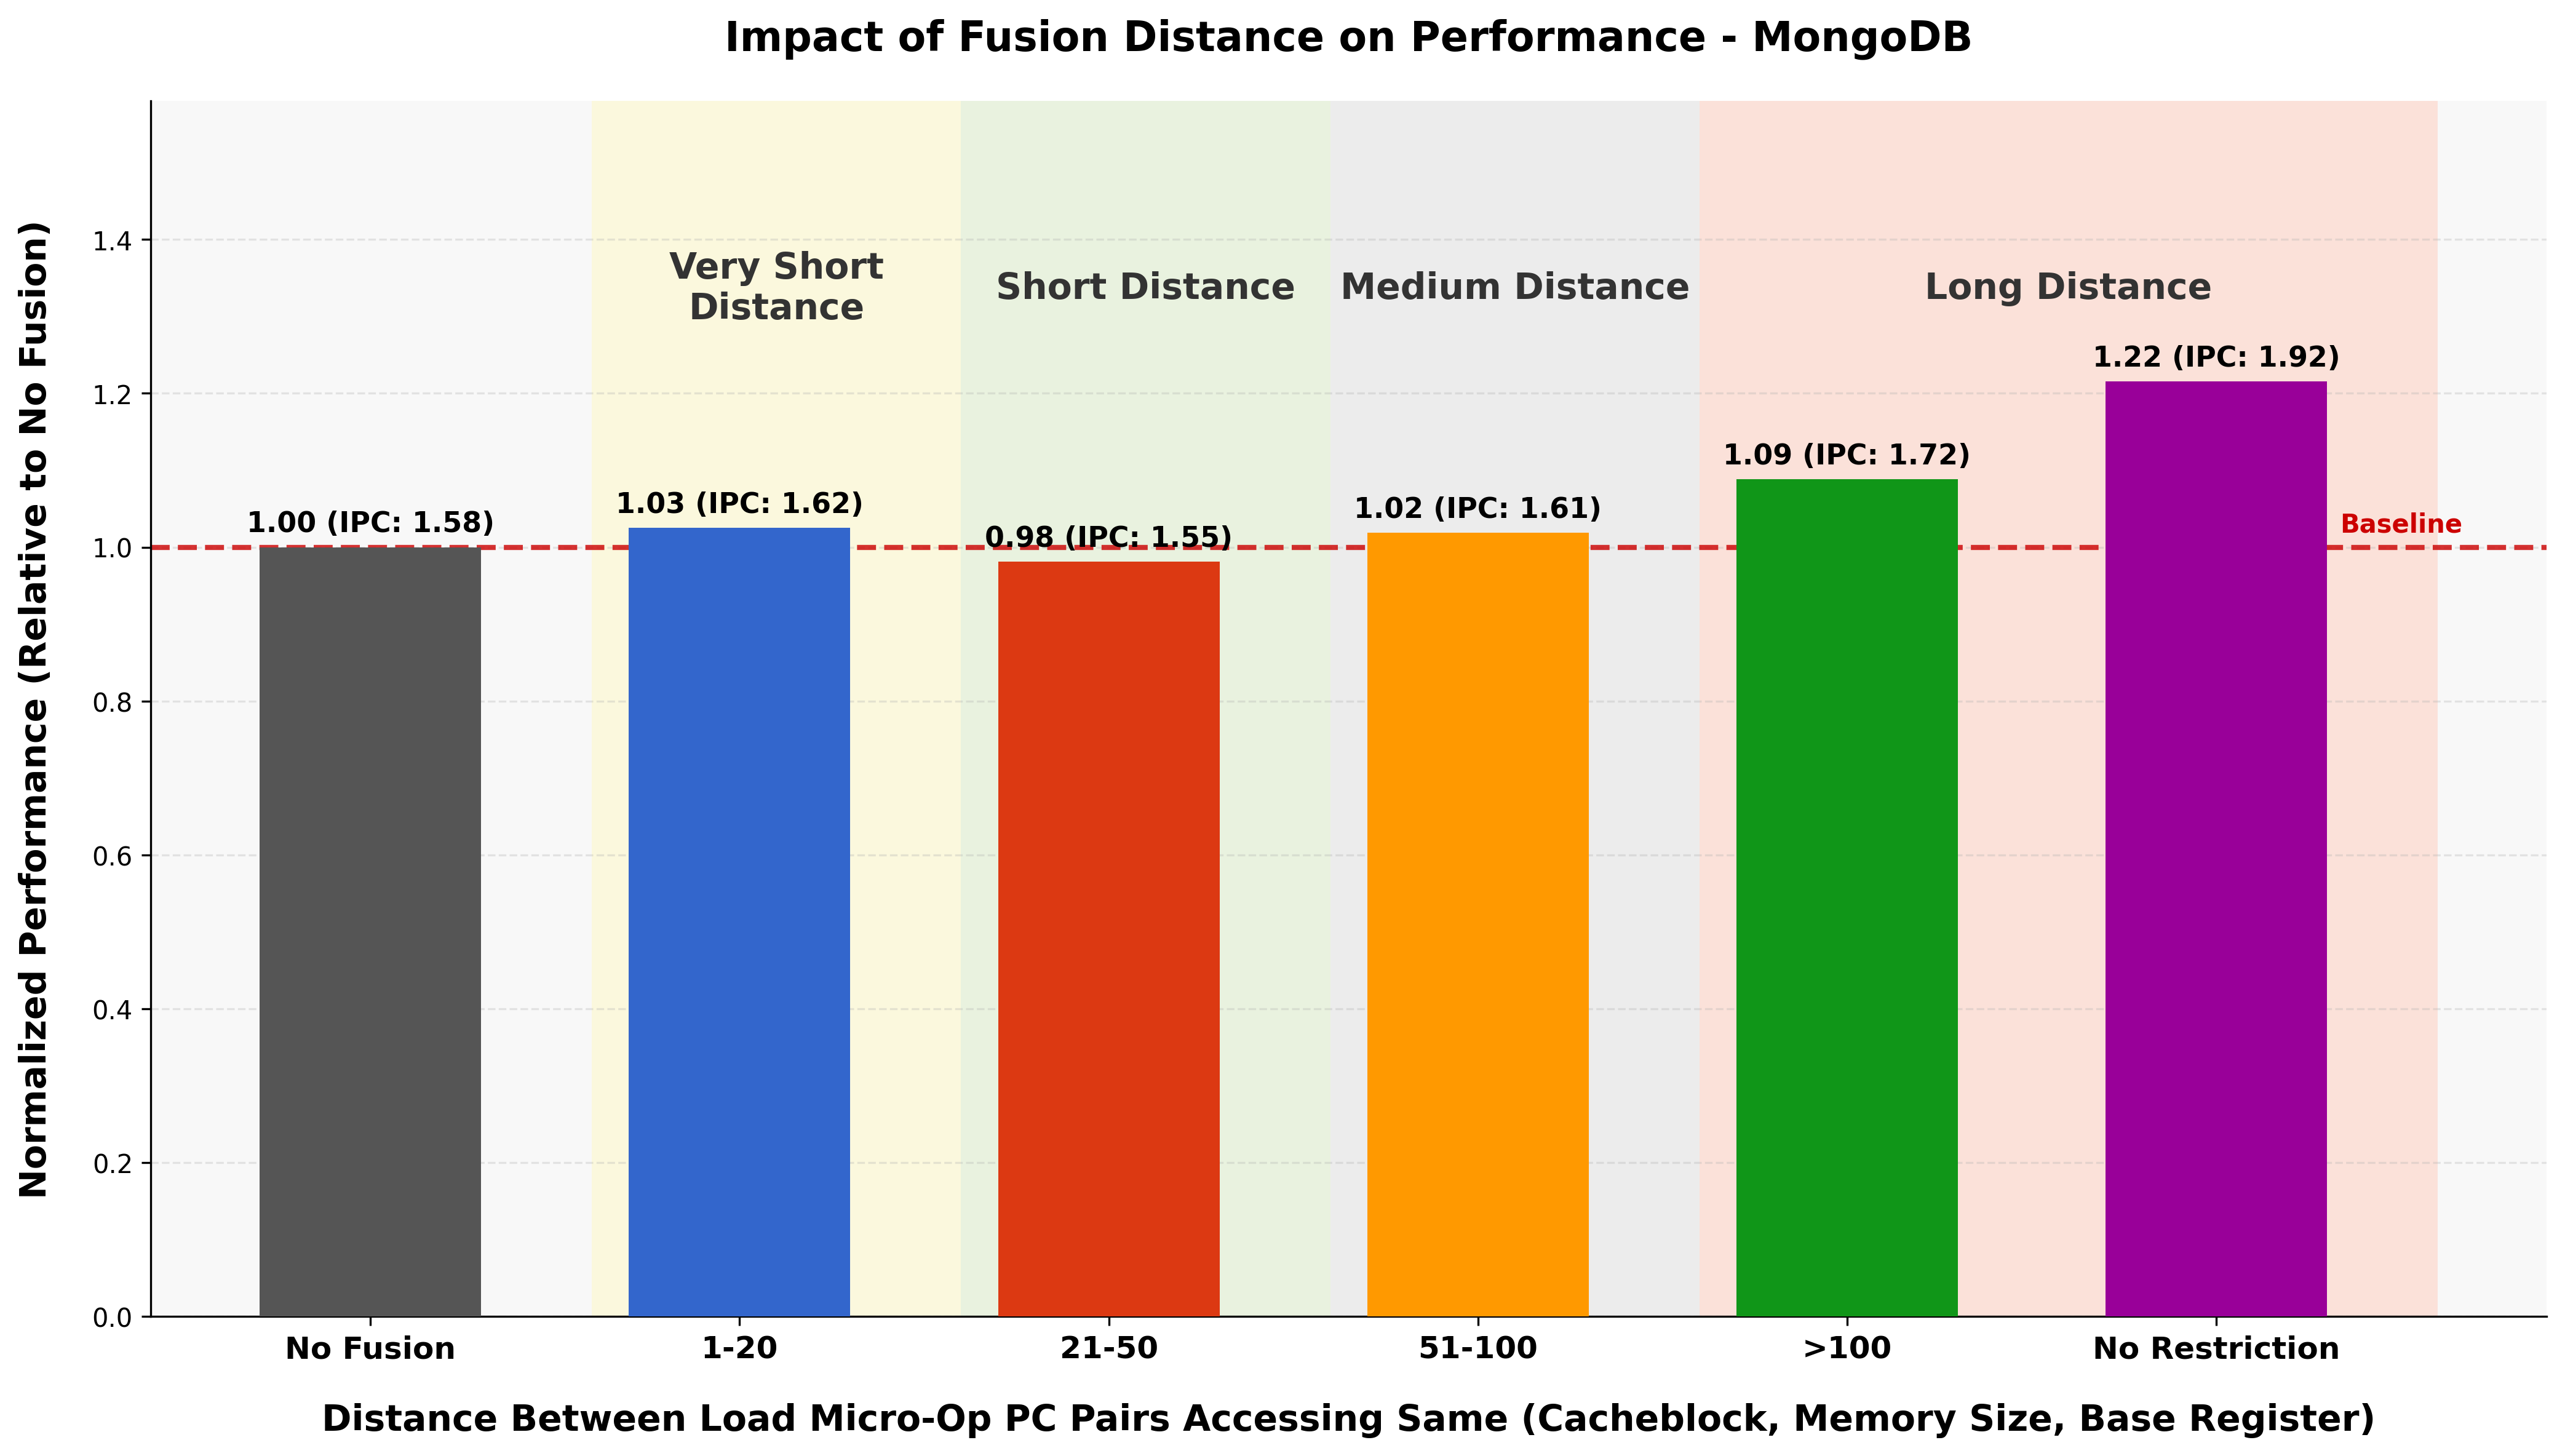 Impact of Fusion Distance on Performance - MongoDB
Normalized Performance (Relative to No Fusion)
1.4
1.2
1.0
0.8
0.6
0.4
0.2
0.0
Very Short
Distance
Short Distance
Medium Distance
Long Distance
1.00 (IPC: 1.58)
1.03 (IPC: 1.62)
0.98 (IPC: 1.55)
1.02 (IPC: 1.61)
1.09 (IPC: 1.72)
1.22 (IPC: 1.92)
Baseline
No Fusion
1-20
21-50
51-100
>100
No Restriction
Distance Between Load Micro-Op PC Pairs Accessing Same (Cacheblock, Memory Size, Base Register)